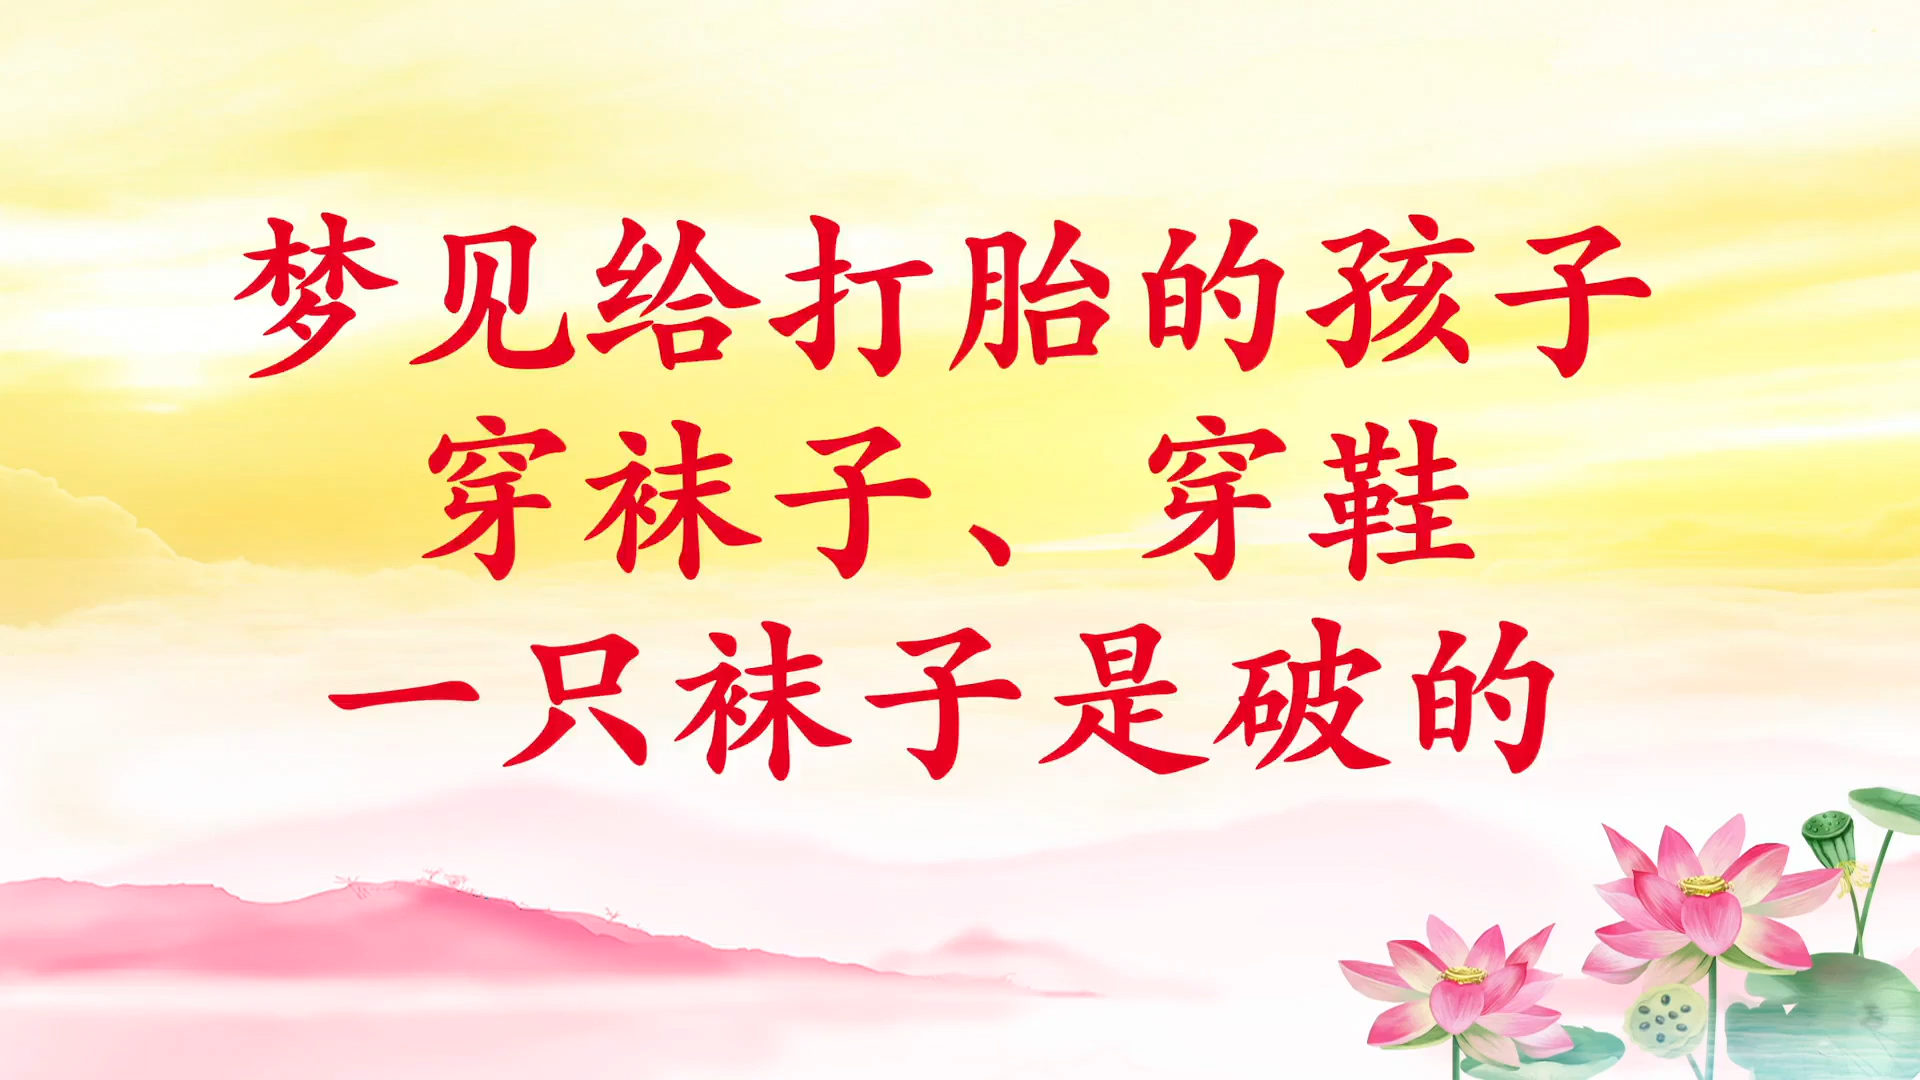 梦见给打胎的孩子
穿袜子、穿鞋
一只袜子是破的